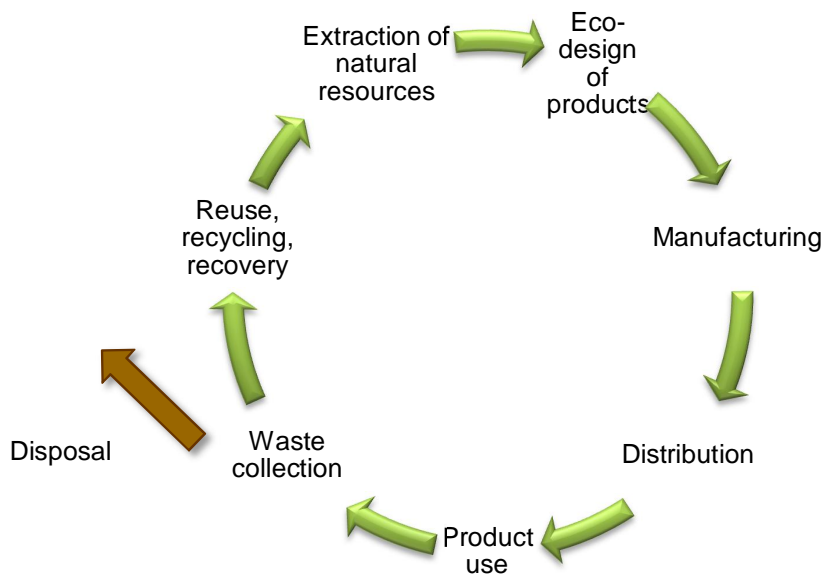 Extraction of
natural
resources
Eco-
design
of
products
Manufacturing
Distribution
Product
use
Waste
collection
Disposal
Reuse,
recycling,
recovery